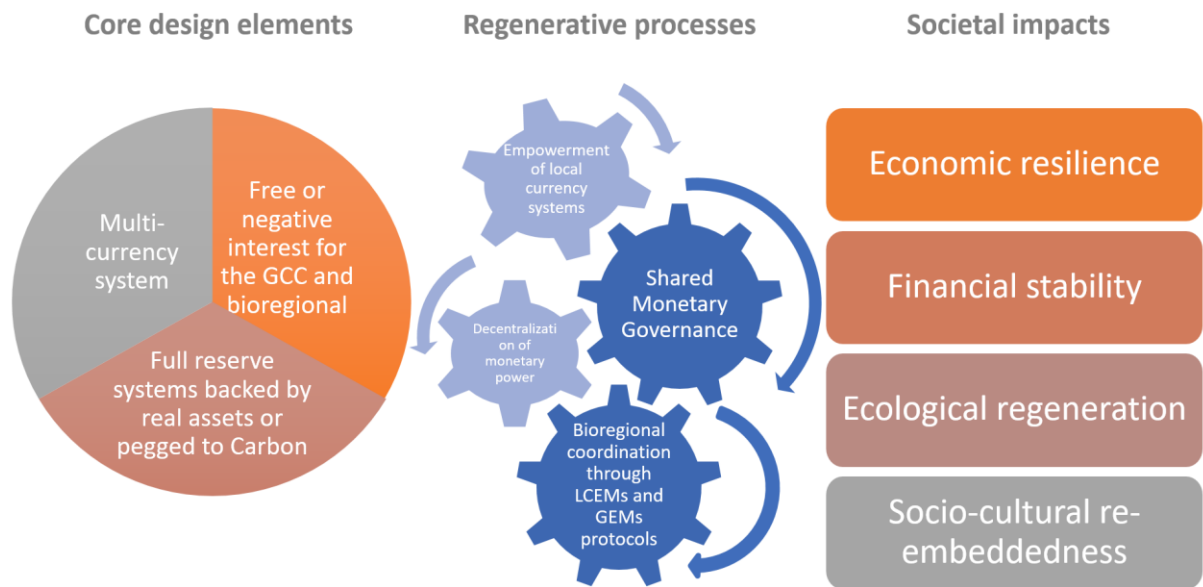 Core design elements
Regenerative processes
Societal impacts
Multi-
currency
system
Free or
negative
interest for
the GCC and
bioregional
Full reserve
systems backed by
real assets or
pegged to Carbon
Empowerment
of local
currency
systems
Shared
Monetary
Governance
Decentralizati
on of
monetary
power
Bioregional
coordination
through
LCEMs and
GEMs
protocols
Economic resilience
Financial stability
Ecological regeneration
Socio-cultural re-
embeddedness